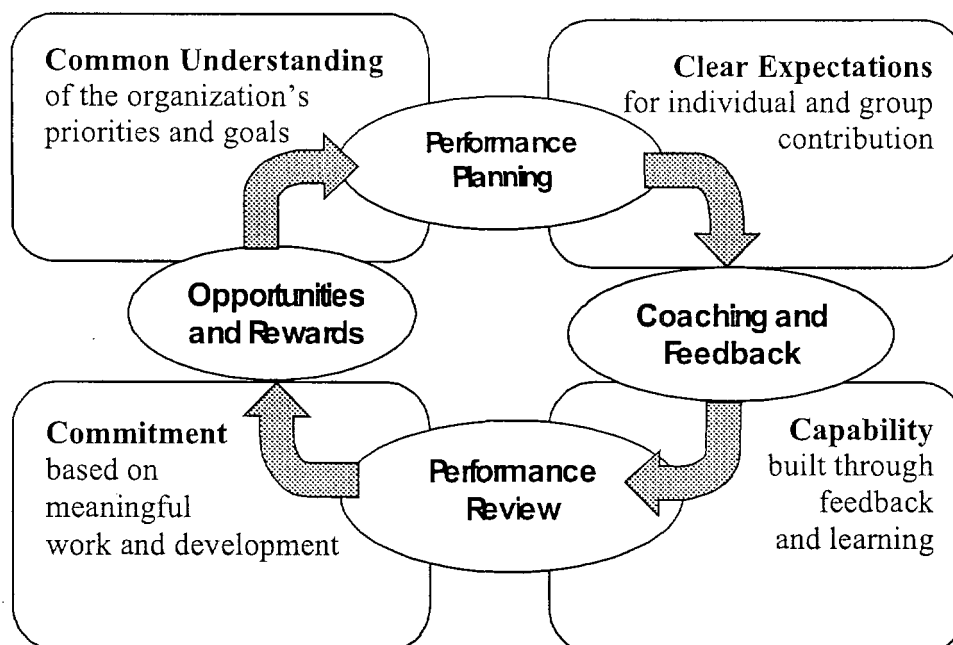 Common Understanding
of the organization's
priorities and goals
Clear Expectations
for individual and group
contribution
Performance
Planning
Opportunities
and Rewards
Coaching and
Feedback
Commitment
based on
meaningful
work and development
Performance
Review
Capability
built through
feedback
and learning